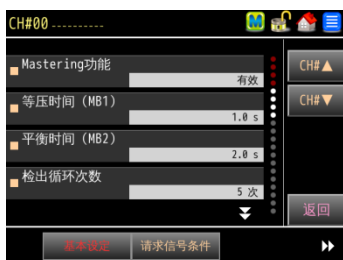 CH#00 ----------
M
Mastering功能
有效
CH#▲
等压时间 (MB1)
1.0 s
CH#▼
平衡时间 (MB2)
2.0 s
检出循环次数
5 次
返回
基本设定
请求信号条件